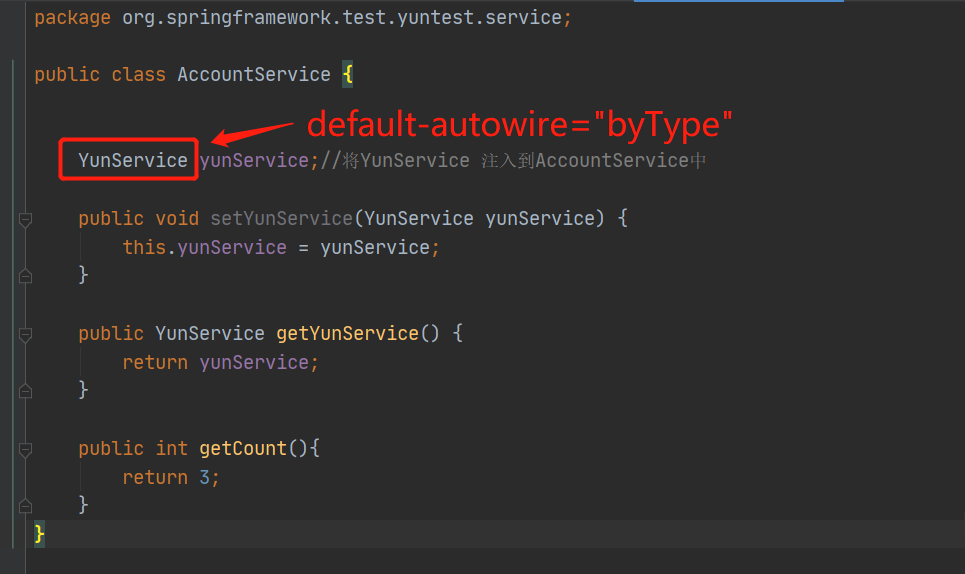 package org.springframework.test.yuntest.service;
public class AccountService {
default-autowire="byType"
YunService yunService;//将YunService 注入到AccountService中
public void setYunService(YunService yunService) {
this.yunService = yunService;
}
public YunService getYunService() {
return yunService;
}
public int getCount(){
return 3;
}
}